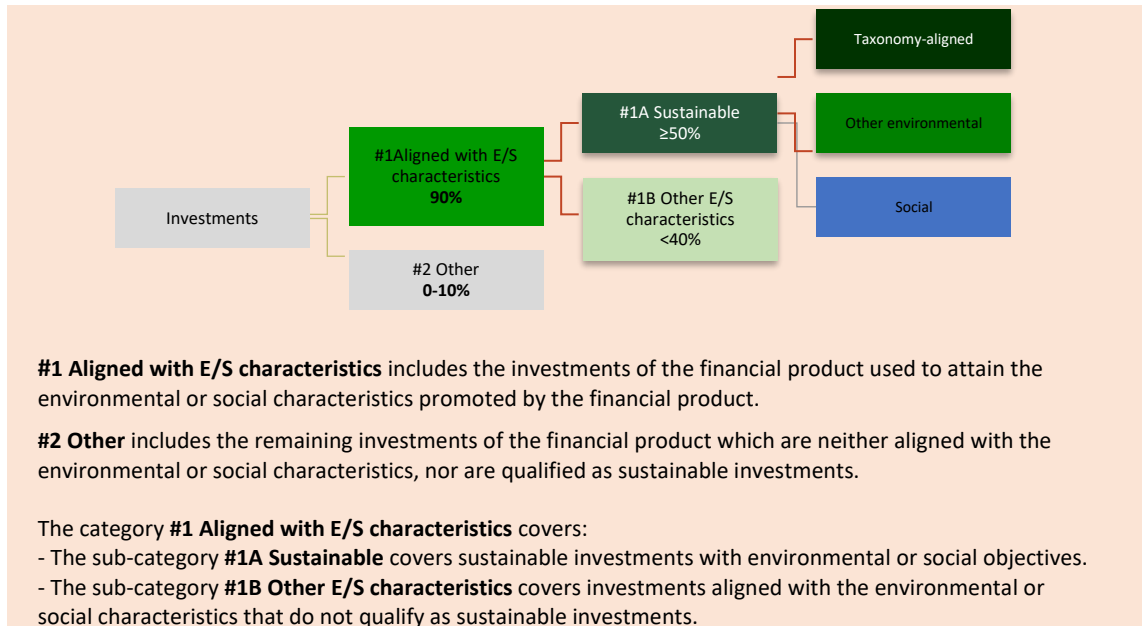 Taxonomy-aligned
#1A Sustainable
≥50%
Other environmental
#1Aligned with E/S
characteristics
90%
#1B Other E/S
characteristics
<40%
Social
Investments
#2 Other
0-10%
#1 Aligned with E/S characteristics includes the investments of the financial product used to attain the
environmental or social characteristics promoted by the financial product.
#2 Other includes the remaining investments of the financial product which are neither aligned with the
environmental or social characteristics, nor are qualified as sustainable investments.
The category #1 Aligned with E/S characteristics covers:
- The sub-category #1A Sustainable covers sustainable investments with environmental or social objectives.
- The sub-category #1B Other E/S characteristics covers investments aligned with the environmental or
social characteristics that do not qualify as sustainable investments.